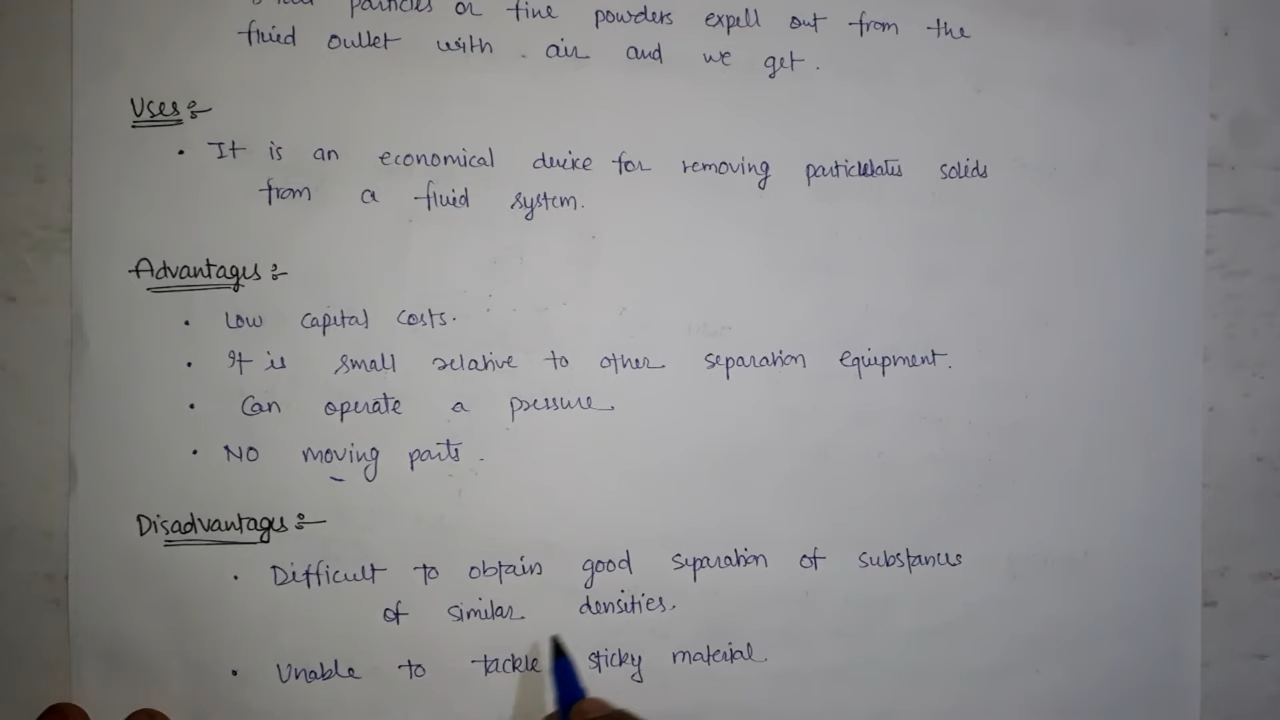 particles or fine powders expell out from the
fluid oullet with . air and we get.
Uses :-
• It is an economical device for removing particulates solids
from a fluid system.
Advantages :-
• Low capital costs.
• It is small relative to other separation equipment.
• Can operate a pressure.
• NO moving parts.
Disadvantages :-
• Difficult to obtain good separation of substances
of similar densities.
• Unable to tackle sticky material.